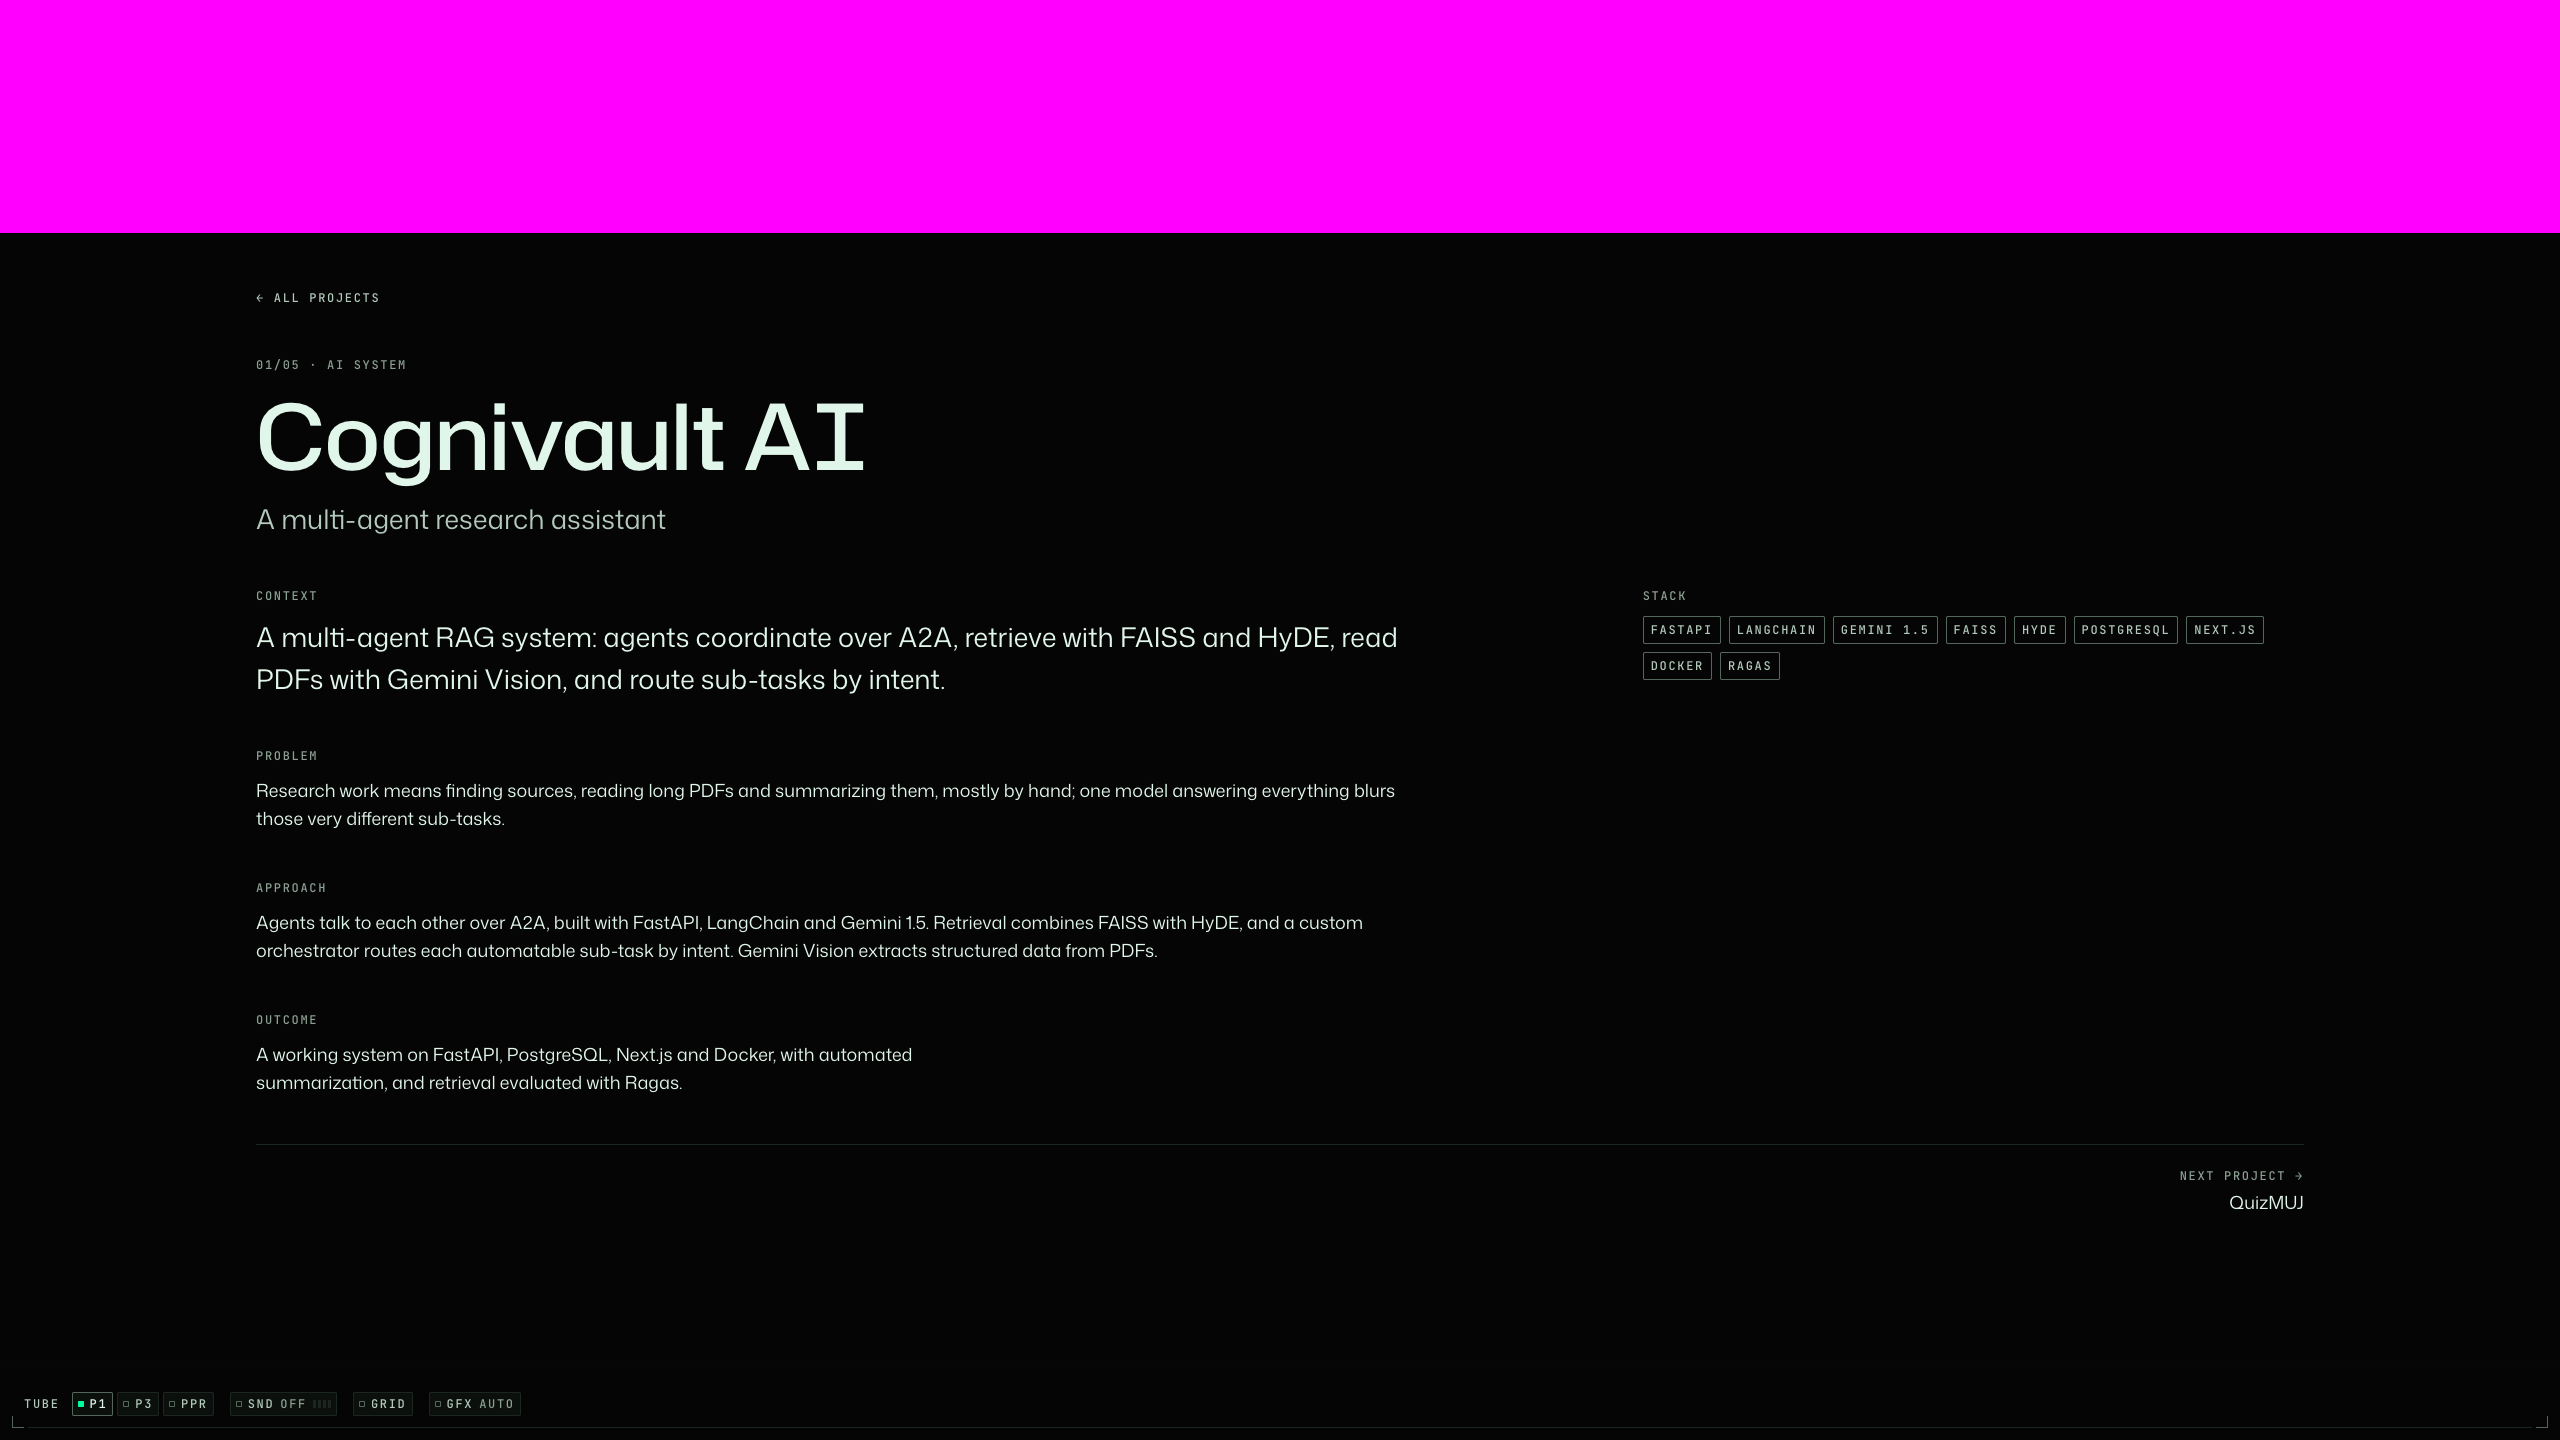 ← ALL PROJECTS
01/05 · AI SYSTEM
Cognivault AI
A multi-agent research assistant
CONTEXT
A multi-agent RAG system: agents coordinate over A2A, retrieve with FAISS and HyDE, read
PDFs with Gemini Vision, and route sub-tasks by intent.
STACK
FASTAPI LANGCHAIN GEMINI 1.5 FAISS HYDE POSTGRESQL NEXT.JS
DOCKER RAGAS
PROBLEM
Research work means finding sources, reading long PDFs and summarizing them, mostly by hand; one model answering everything blurs
those very different sub-tasks.
APPROACH
Agents talk to each other over A2A, built with FastAPI, LangChain and Gemini 1.5. Retrieval combines FAISS with HyDE, and a custom
orchestrator routes each automatable sub-task by intent. Gemini Vision extracts structured data from PDFs.
OUTCOME
A working system on FastAPI, PostgreSQL, Next.js and Docker, with automated
summarization, and retrieval evaluated with Ragas.
NEXT PROJECT →
QuizMUJ
TUBE P1 P3 PPR SND OFF GRID GFX AUTO